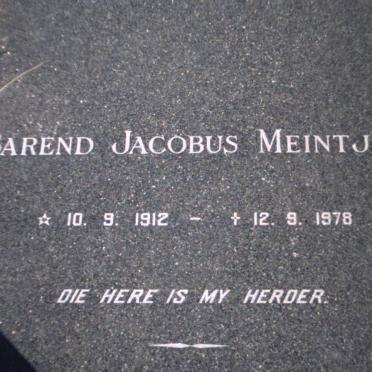 AREND JACOBUS MEINTJ
☆ 10. 9. 1912 - ✝ 12. 9. 1978
DIE HERE IS MY HERDER.